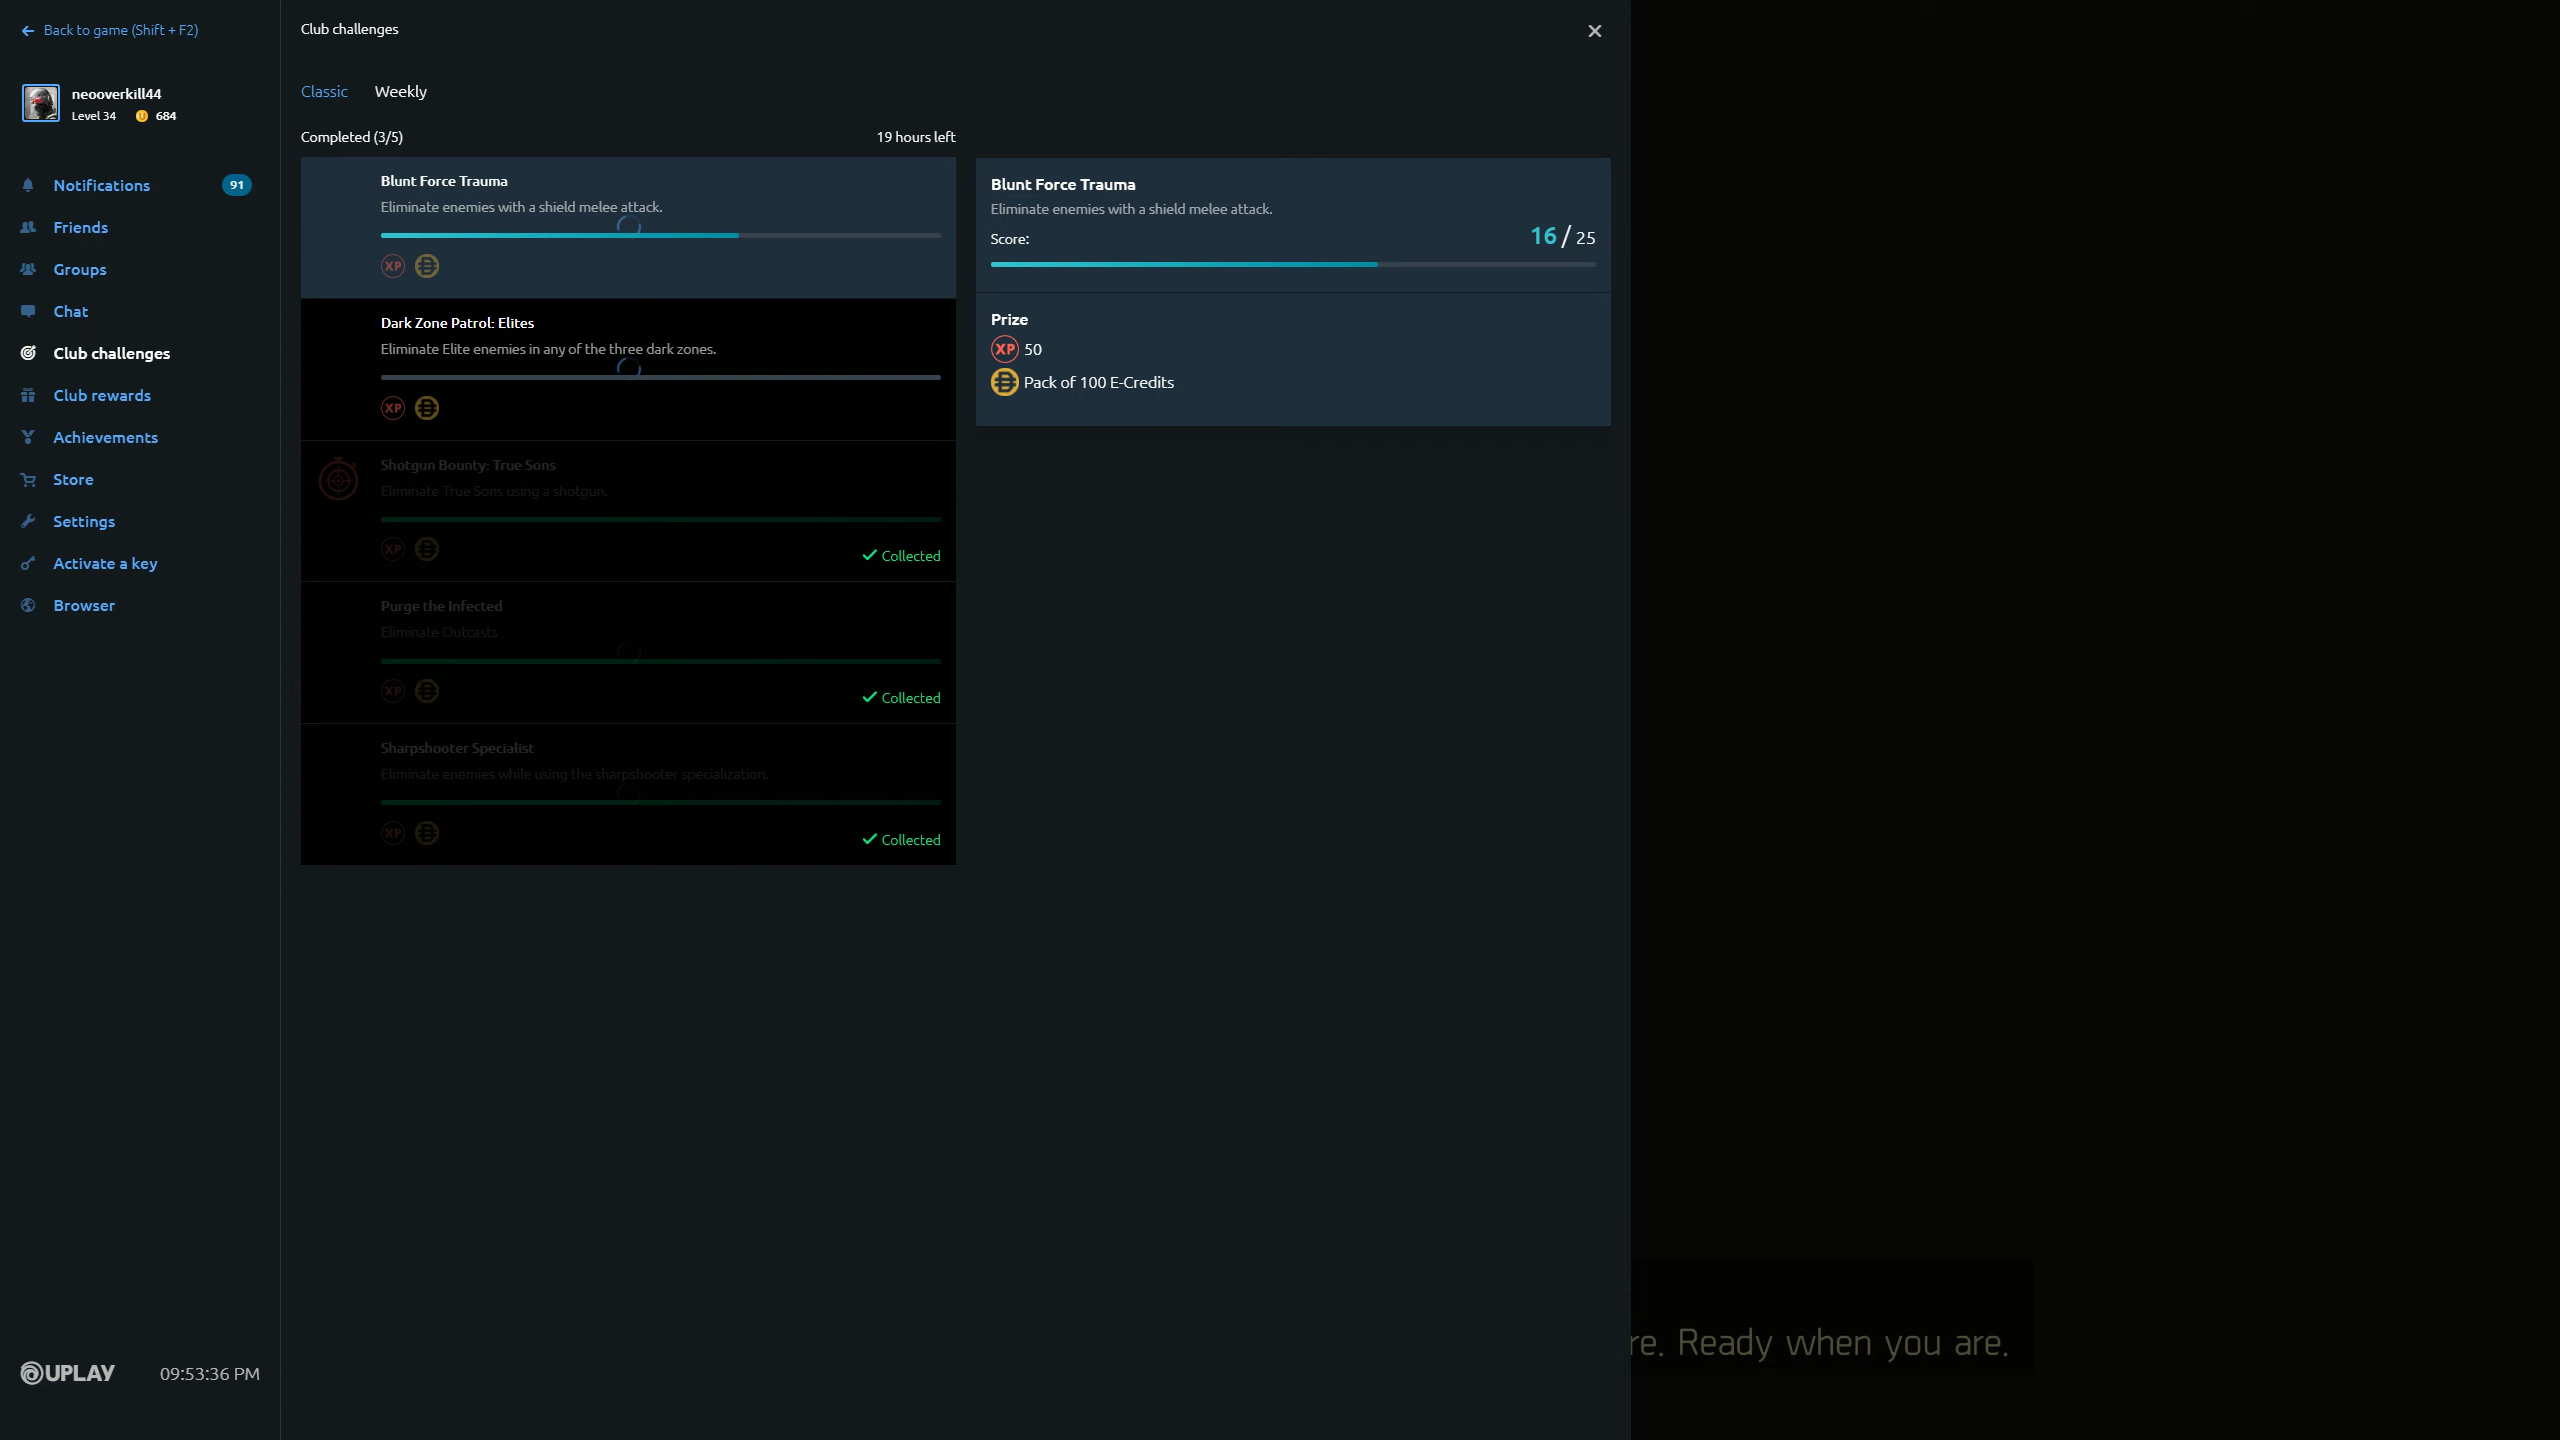 Back to game (Shift + F2)
neooverkill44
Level 34 684
Notifications 91
Friends
Groups
Chat
Club challenges
Club rewards
Achievements
Store
Settings
Activate a key
Browser
UPLAY 09:53:36 PM
Club challenges
Classic Weekly
Completed (3/5) 19 hours left
Blunt Force Trauma
Eliminate enemies with a shield melee attack.
XP
Dark Zone Patrol: Elites
Eliminate Elite enemies in any of the three dark zones.
XP
Shotgun Bounty: True Sons
Eliminate True Sons using a shotgun.
XP
Collected
Purge the Infected
Eliminate Outcasts
XP
Collected
Sharpshooter Specialist
Eliminate enemies while using the sharpshooter specialization.
XP
Collected
Blunt Force Trauma
Eliminate enemies with a shield melee attack.
Score: 16 / 25
Prize
XP 50
Pack of 100 E-Credits
re. Ready when you are.